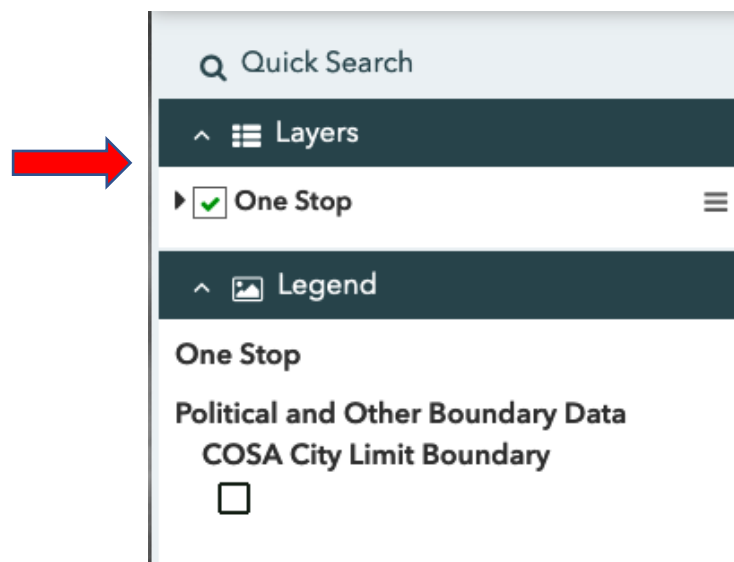 Quick Search
Layers
One Stop
Legend
One Stop
Political and Other Boundary Data
COSA City Limit Boundary